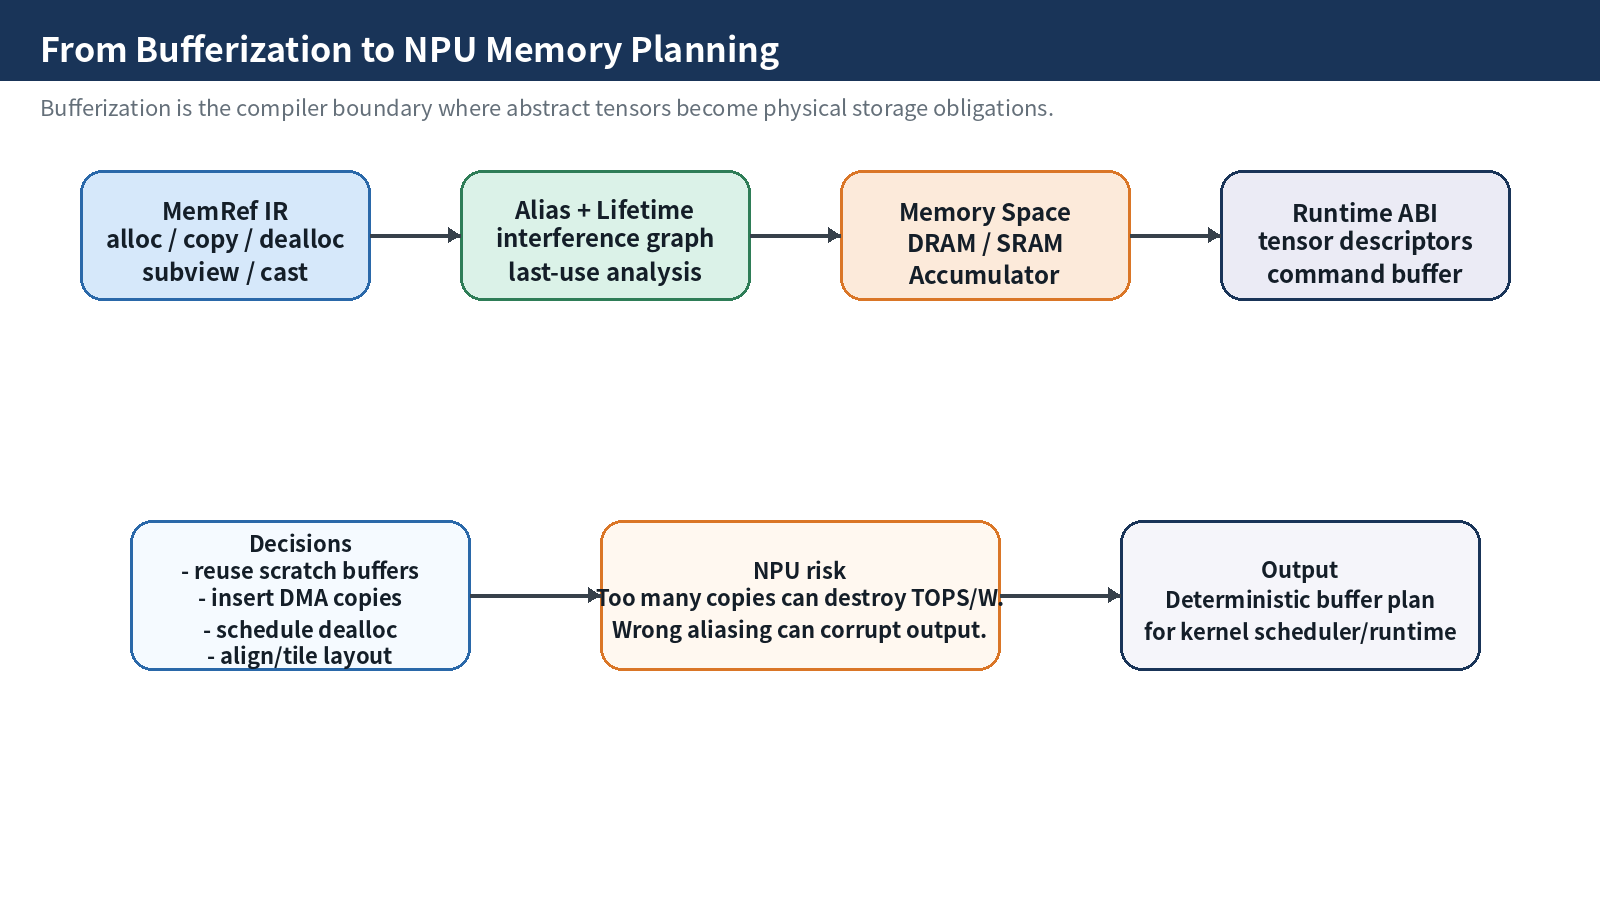 From Bufferization to NPU Memory Planning
Bufferization is the compiler boundary where abstract tensors become physical storage obligations.
MemRef IR
alloc / copy / dealloc
subview / cast
Alias + Lifetime
interference graph
last-use analysis
Memory Space
DRAM / SRAM
Accumulator
Runtime ABI
tensor descriptors
command buffer
Decisions
- reuse scratch buffers
- insert DMA copies
- schedule dealloc
- align/tile layout
NPU risk
Too many copies can destroy TOPS/W.
Wrong aliasing can corrupt output.
Output
Deterministic buffer plan
for kernel scheduler/runtime